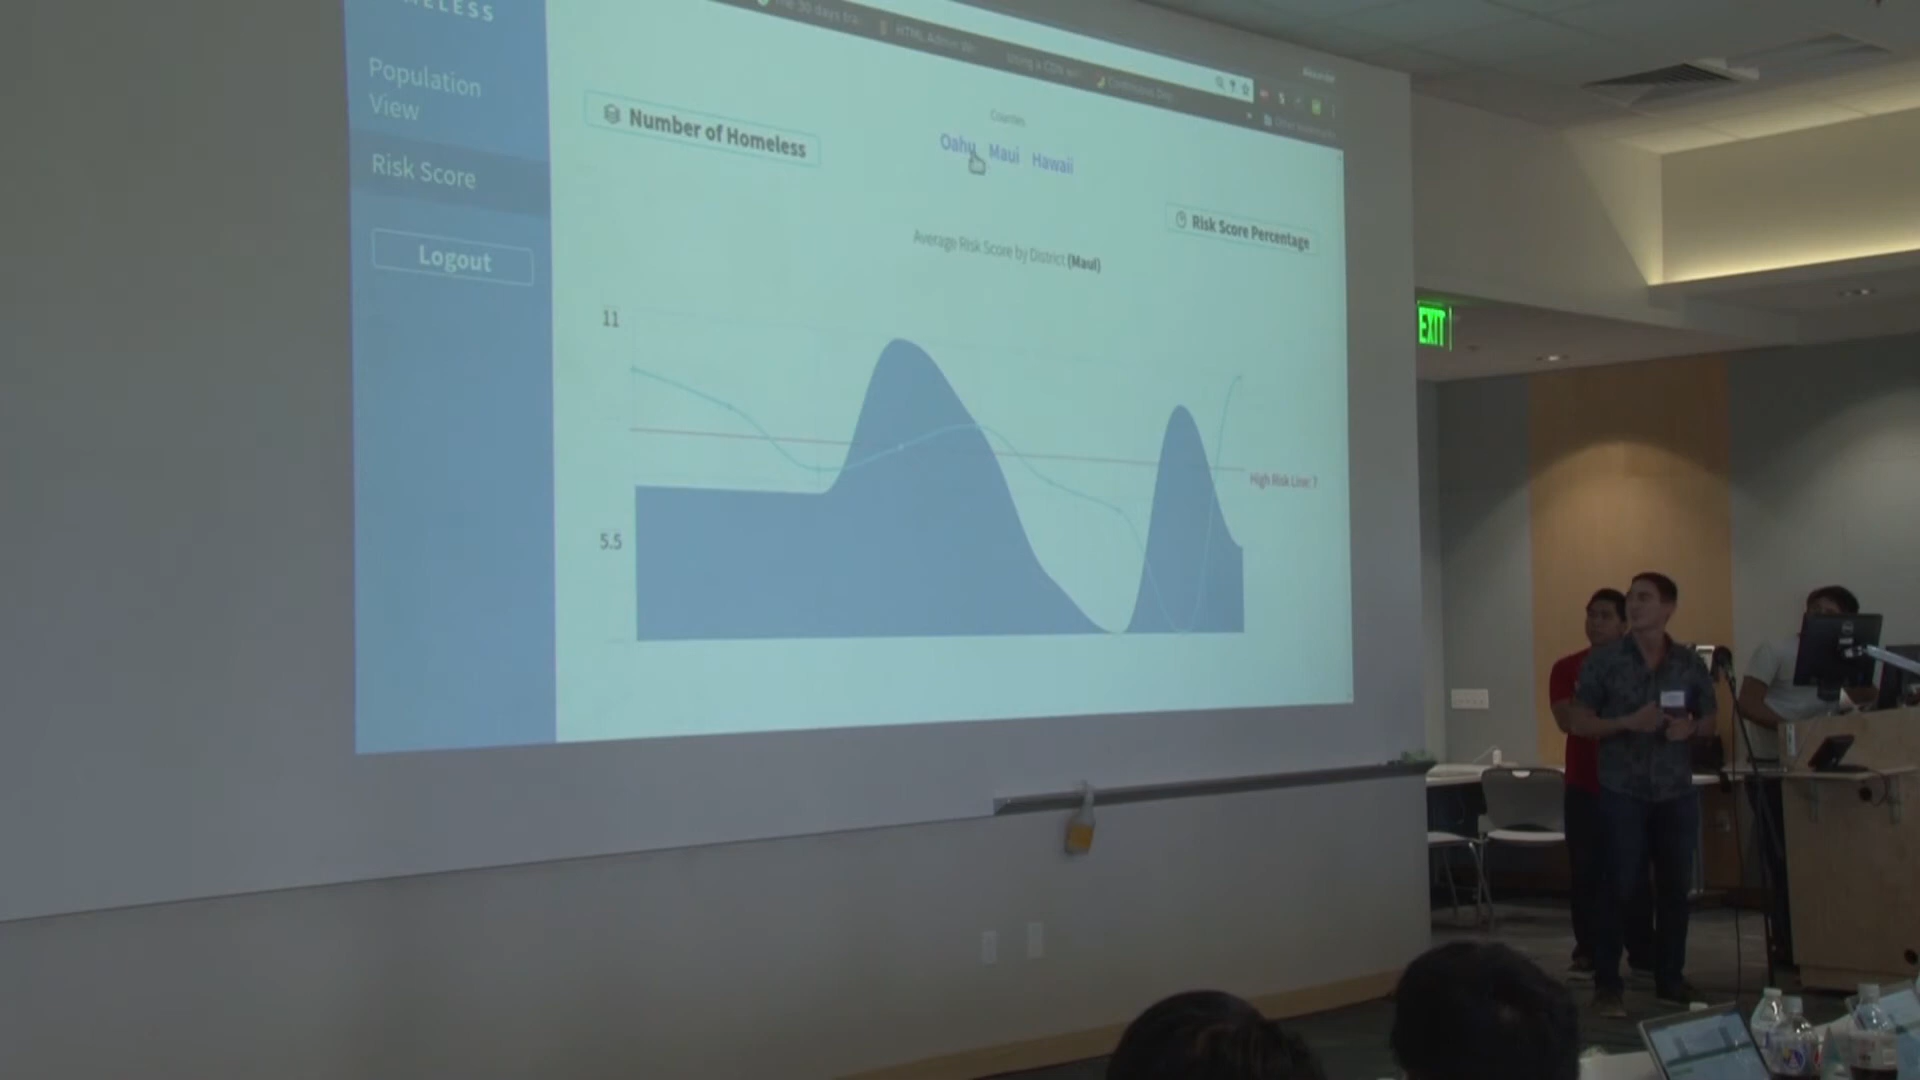 Population
View
Risk Score
Logout
Number of Homeless
Counties
Oahu Maui Hawaii
Risk Score Percentage
Average Risk Score by District (Maui)
11
5.5
High Risk Line: 7
EXIT